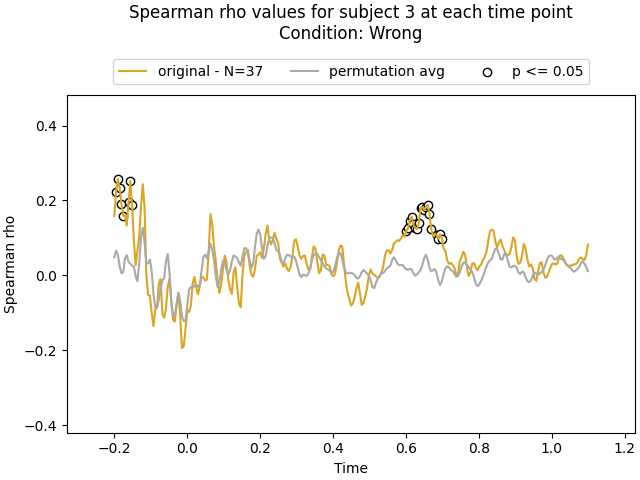 Spearman rho values for subject 3 at each time point
Condition: Wrong
original - N=37 permutation avg p <= 0.05
0.4
0.2
0.0
−0.2
−0.4
Spearman rho
−0.2 0.0 0.2 0.4 0.6 0.8 1.0 1.2
Time